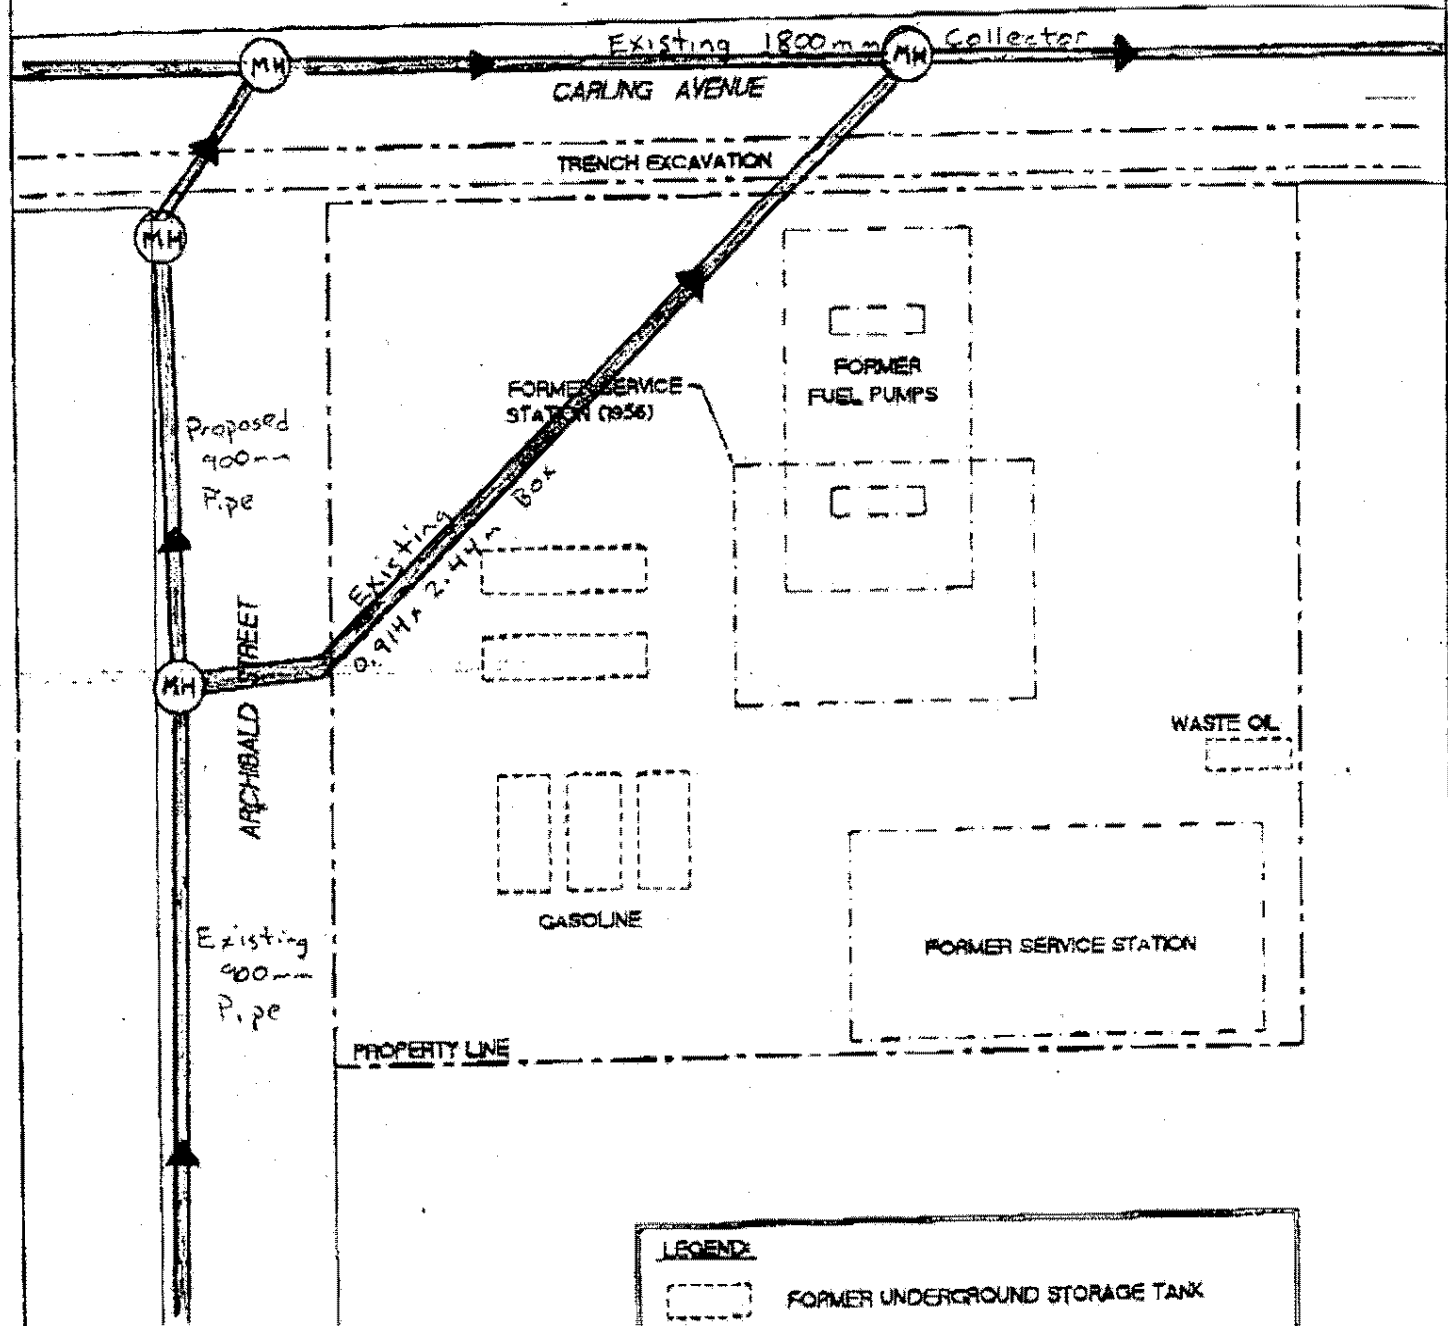 Existing 1800mm Collector
MH
MH
CARLING AVENUE
TRENCH EXCAVATION
MH
FORMER SERVICE
STATION (1956)
FORMER
FUEL PUMPS
Proposed
900mm
Pipe
Existing
0.914 x 2.44m Box
MH
ARCHIBALD STREET
WASTE OIL
GASOLINE
Existing
900mm
Pipe
FORMER SERVICE STATION
PROPERTY LINE
LEGEND:
FORMER UNDERGROUND STORAGE TANK